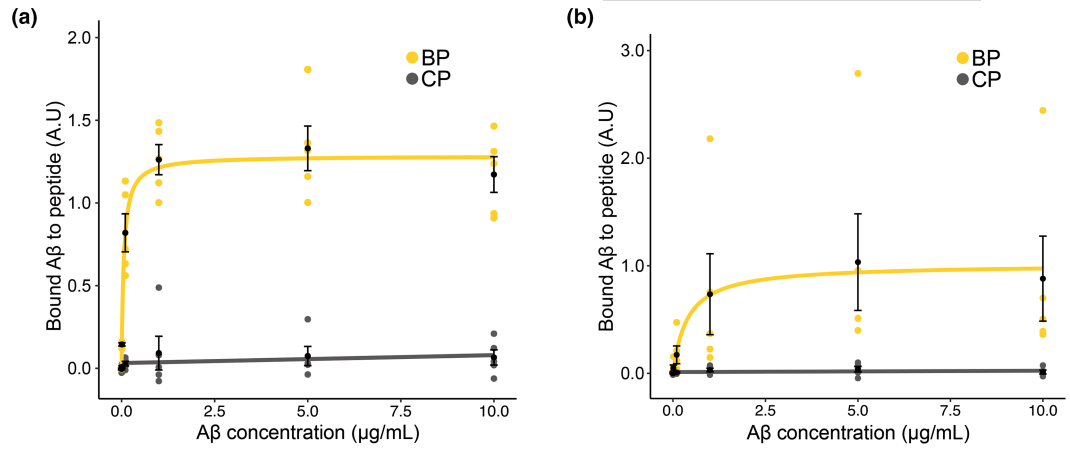 (a)
2.0
1.5
1.0
0.5
0.0
Bound Aβ to peptide (A.U)
BP
CP
0.0 2.5 5.0 7.5 10.0
Aβ concentration (μg/mL)
(b)
3.0
2.0
1.0
0.0
Bound Aβ to peptide (A.U)
BP
CP
0.0 2.5 5.0 7.5 10.0
Aβ concentration (μg/mL)